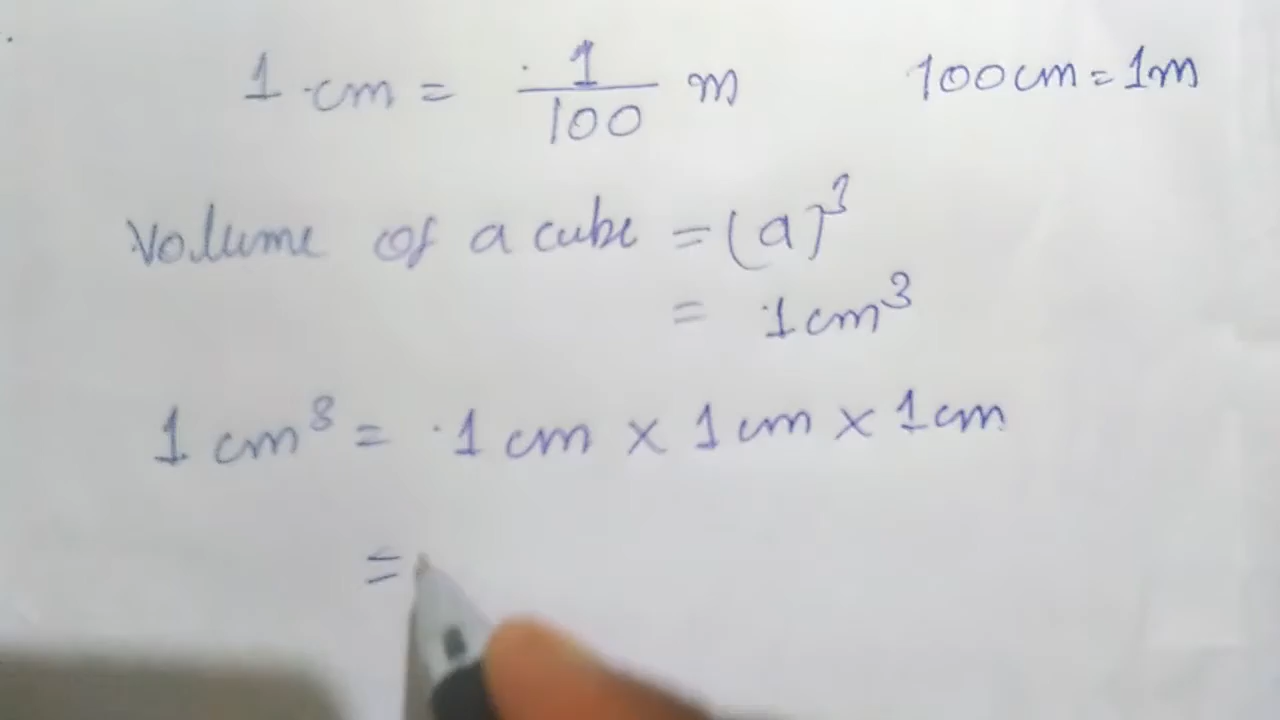 1 cm = 1/100 m 100cm = 1m
Volume of a cube = (a)³
= 1cm³
1 cm³ = 1 cm × 1 cm × 1 cm
=